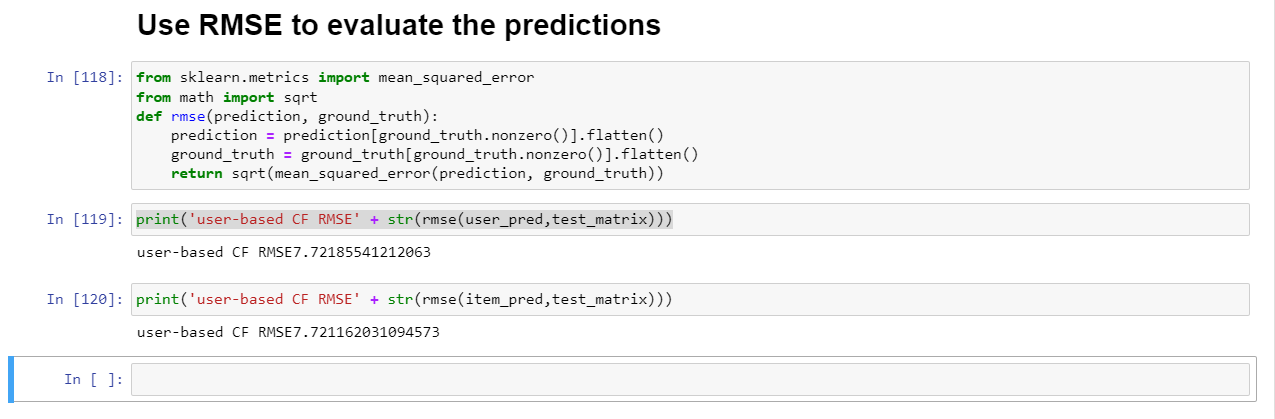 Use RMSE to evaluate the predictions
In [118]: from sklearn.metrics import mean_squared_error
from math import sqrt
def rmse(prediction, ground_truth):
    prediction = prediction[ground_truth.nonzero()].flatten()
    ground_truth = ground_truth[ground_truth.nonzero()].flatten()
    return sqrt(mean_squared_error(prediction, ground_truth))
In [119]: print('user-based CF RMSE' + str(rmse(user_pred,test_matrix)))
user-based CF RMSE7.72185541212063
In [120]: print('user-based CF RMSE' + str(rmse(item_pred,test_matrix)))
user-based CF RMSE7.721162031094573
In [ ]: